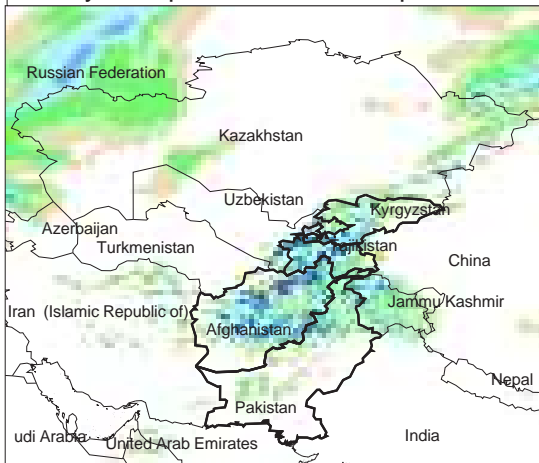 Russian Federation
Kazakhstan
Uzbekistan
Kyrgyzstan
Azerbaijan
Turkmenistan
Tajikistan
China
Iran (Islamic Republic of)
Jammu/Kashmir
Afghanistan
Nepal
Pakistan
udi Arabia
United Arab Emirates
India